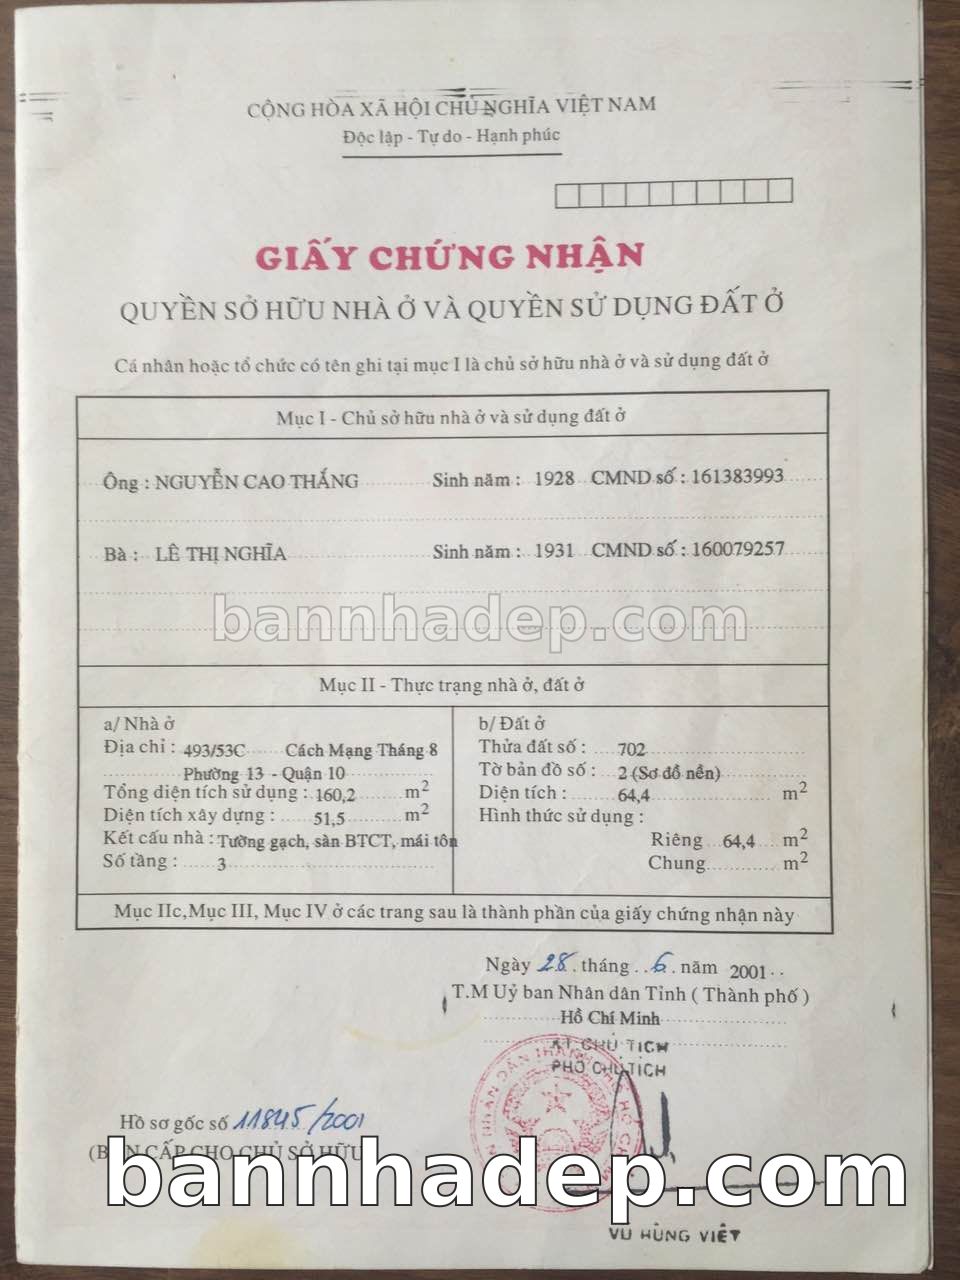 CỘNG HÒA XÃ HỘI CHỦ NGHĨA VIỆT NAM
Độc lập - Tự do - Hạnh phúc
GIẤY CHỨNG NHẬN
QUYỀN SỞ HỮU NHÀ Ở VÀ QUYỀN SỬ DỤNG ĐẤT Ở
Cá nhân hoặc tổ chức có tên ghi tại mục I là chủ sở hữu nhà ở và sử dụng đất ở
Mục I - Chủ sở hữu nhà ở và sử dụng đất ở
Ông : NGUYỄN CAO THẮNG Sinh năm : 1928 CMND số : 161383993
Bà : LÊ THỊ NGHĨA Sinh năm : 1931 CMND số : 160079257
bannhadep.com
Mục II - Thực trạng nhà ở, đất ở
a/ Nhà ở
Địa chỉ : 493/53C Cách Mạng Tháng 8
Phường 13 - Quận 10
Tổng diện tích sử dụng : 160,2 m2
Diện tích xây dựng : 51,5 m2
Kết cấu nhà : Tường gạch, sàn BTCT, mái tôn
Số tầng : 3
b/ Đất ở
Thửa đất số : 702
Tờ bản đồ số : 2 (Sơ đồ nền)
Diện tích : 64,4 m2
Hình thức sử dụng :
Riêng 64,4 m2
Chung m2
Mục IIc,Mục III, Mục IV ở các trang sau là thành phần của giấy chứng nhận này
Ngày 28 tháng 6 năm 2001
T.M Uỷ ban Nhân dân Tỉnh ( Thành phố )
Hồ Chí Minh
KT. CHỦ TỊCH
PHÓ CHỦ TỊCH
Hồ sơ gốc số 11845/2001
(BẢN CẤP CHO CHỦ SỞ HỮU
bannhadep.com
VŨ HÙNG VIỆT